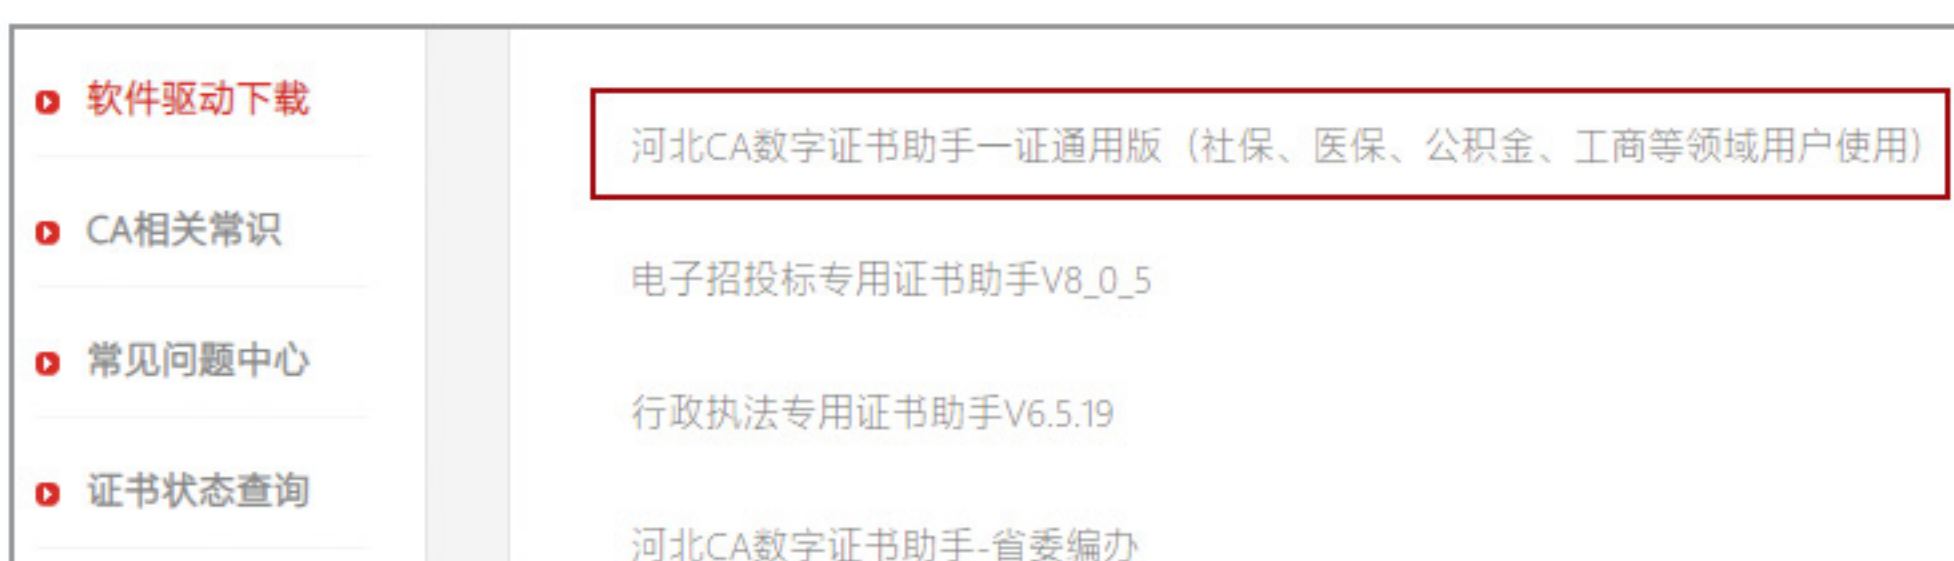 软件驱动下载
CA相关常识
常见问题中心
证书状态查询
河北CA数字证书助手一证通用版（社保、医保、公积金、工商等领域用户使用）
电子招投标专用证书助手V8_0_5
行政执法专用证书助手V6.5.19
河北CA数字证书助手-省委编办